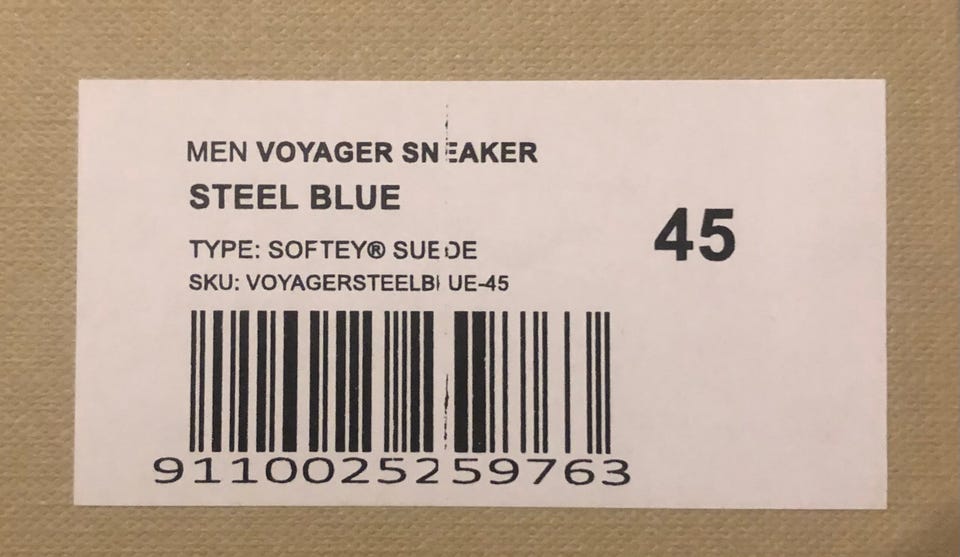 MEN VOYAGER SNEAKER
STEEL BLUE
45
TYPE: SOFTEY® SUEDE
SKU: VOYAGERSTEELBLUE-45
9110025259763